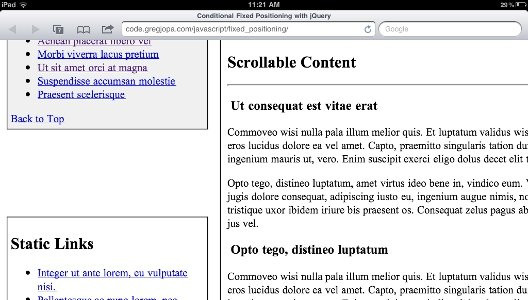 iPad
11:21 AM
29%
Conditional Fixed Positioning with jQuery
code.gregjopa.com/javascript/fixed_positioning/
Google
Aenean placerat libero vel
Morbi viverra lacus pretium
Ut sit amet orci at magna
Suspendisse accumsan molestie
Praesent scelerisque
Back to Top
Static Links
Integer ut ante lorem, eu vulputate
nisi.
Pellentesque ac
Scrollable Content
Ut consequat est vitae erat
Commoveo wisi nulla pala illum melior quis. Et luptatum validus wis
eros lucidus dolore ea vel amet. Capto, praemitto singularis tation du
ingenium mauris ut, vero. Enim suscipit exerci eligo dolus decet elit t
Opto tego, distineo luptatum, amet virtus ideo bene in, vindico eum. V
jugis dolore consequat, adipiscing iusto eu, ingenium augue nimis, no
tristique uxor ibidem iriure bis praesent os. Consequat zelus pagus ab
jus vel.
Opto tego, distineo luptatum
Commoveo wisi nulla pala illum melior quis. Et luptatum validus wis
eros lucidus dolore ea vel amet. Capto, praemitto singularis tation du